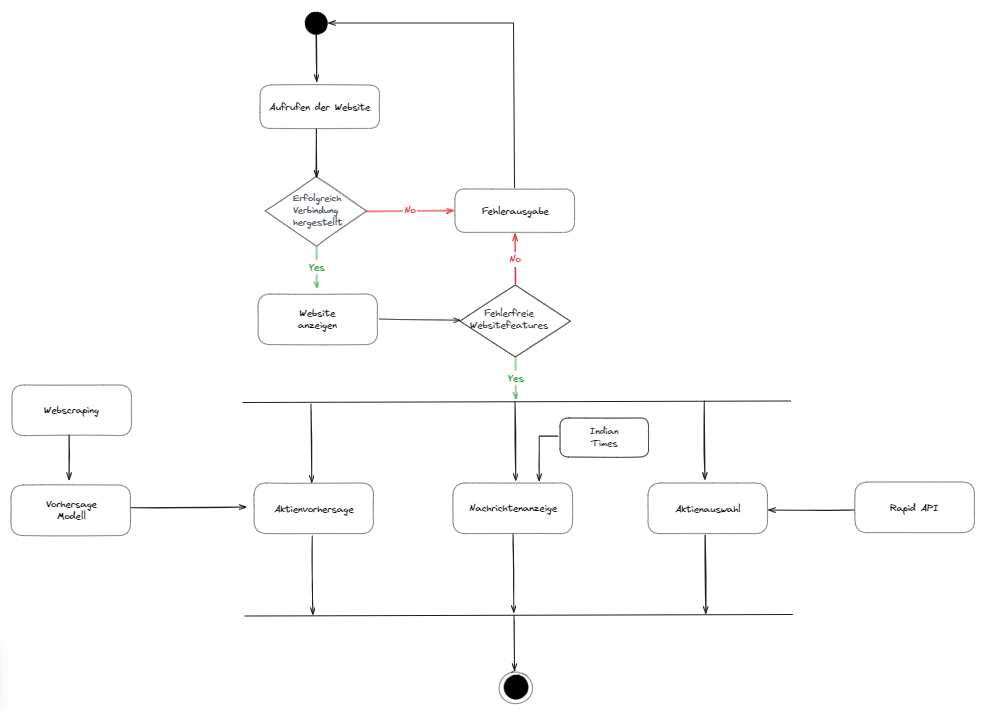 Aufrufen der Website
Erfolgreich
Verbindung
hergestellt
No
Fehlerausgabe
Yes
No
Website
anzeigen
Fehlerfreie
Websitefeatures
Yes
Webscraping
Indian
Times
Vorhersage
Modell
Aktienvorhersage
Nachrichtenanzeige
Aktienauswahl
Rapid API